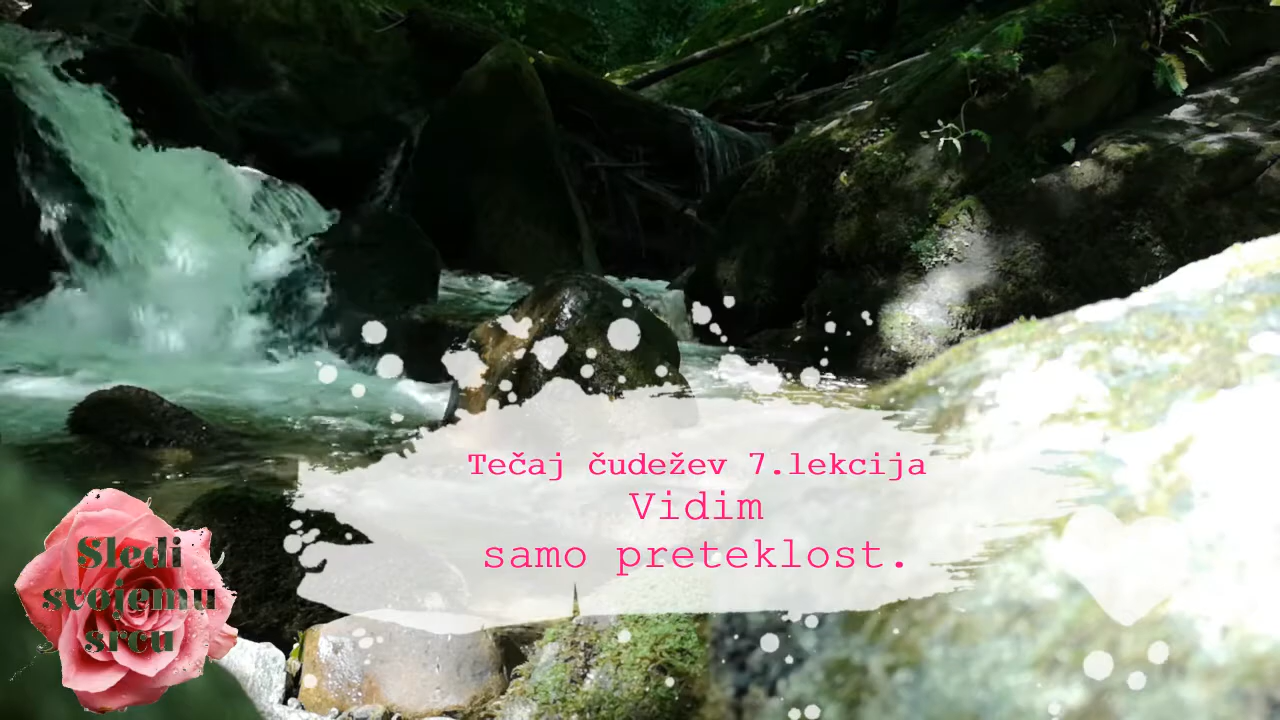 Tečaj čudežev 7.lekcija
Vidim
samo preteklost.
Sledi
svojemu
srcu